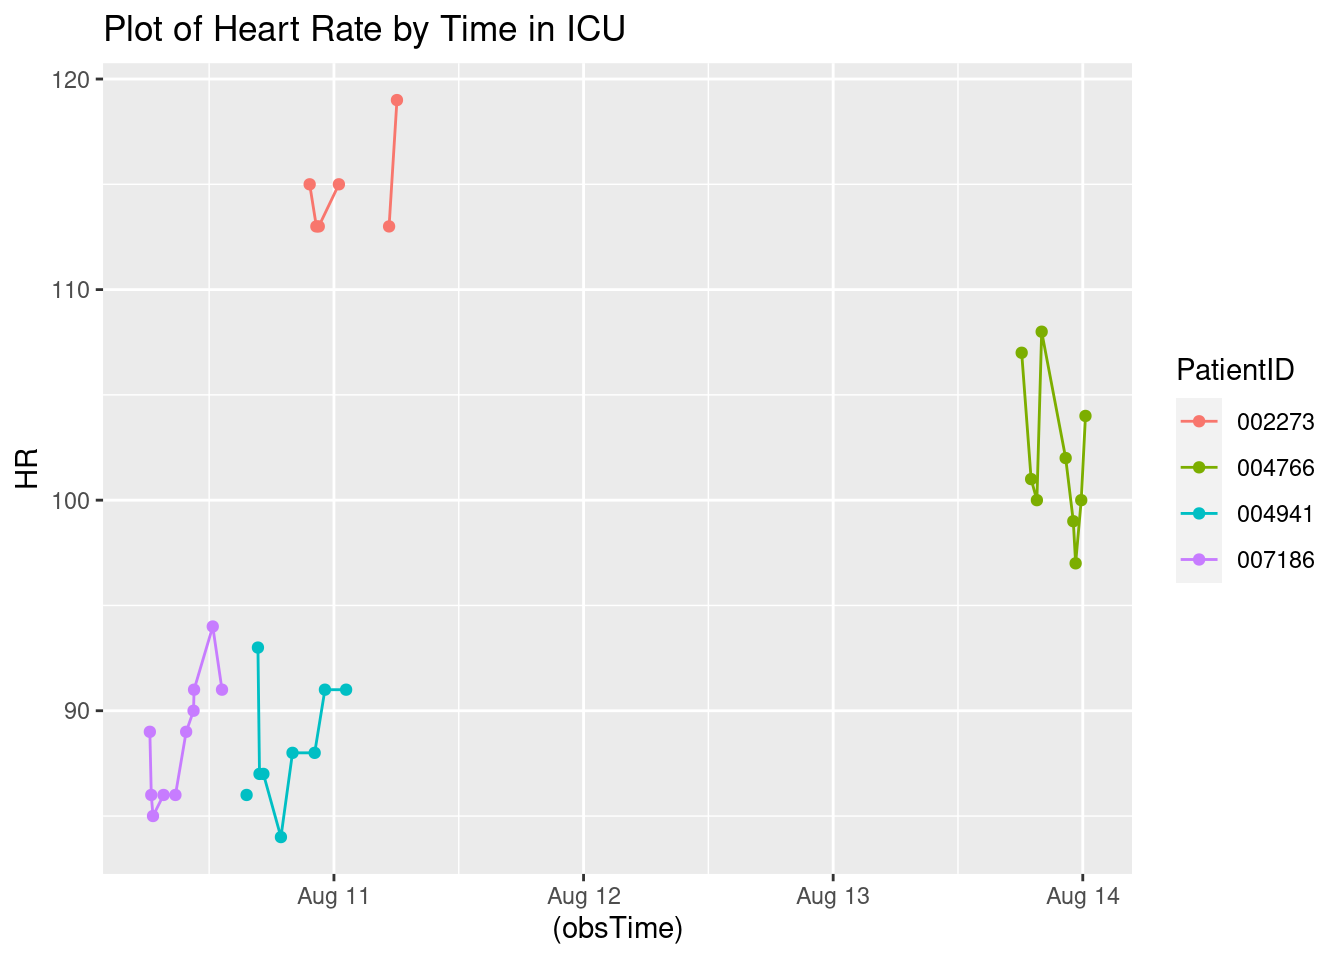 Plot of Heart Rate by Time in ICU
120
110
100
90
HR
Aug 11
Aug 12
Aug 13
Aug 14
(obsTime)
PatientID
002273
004766
004941
007186